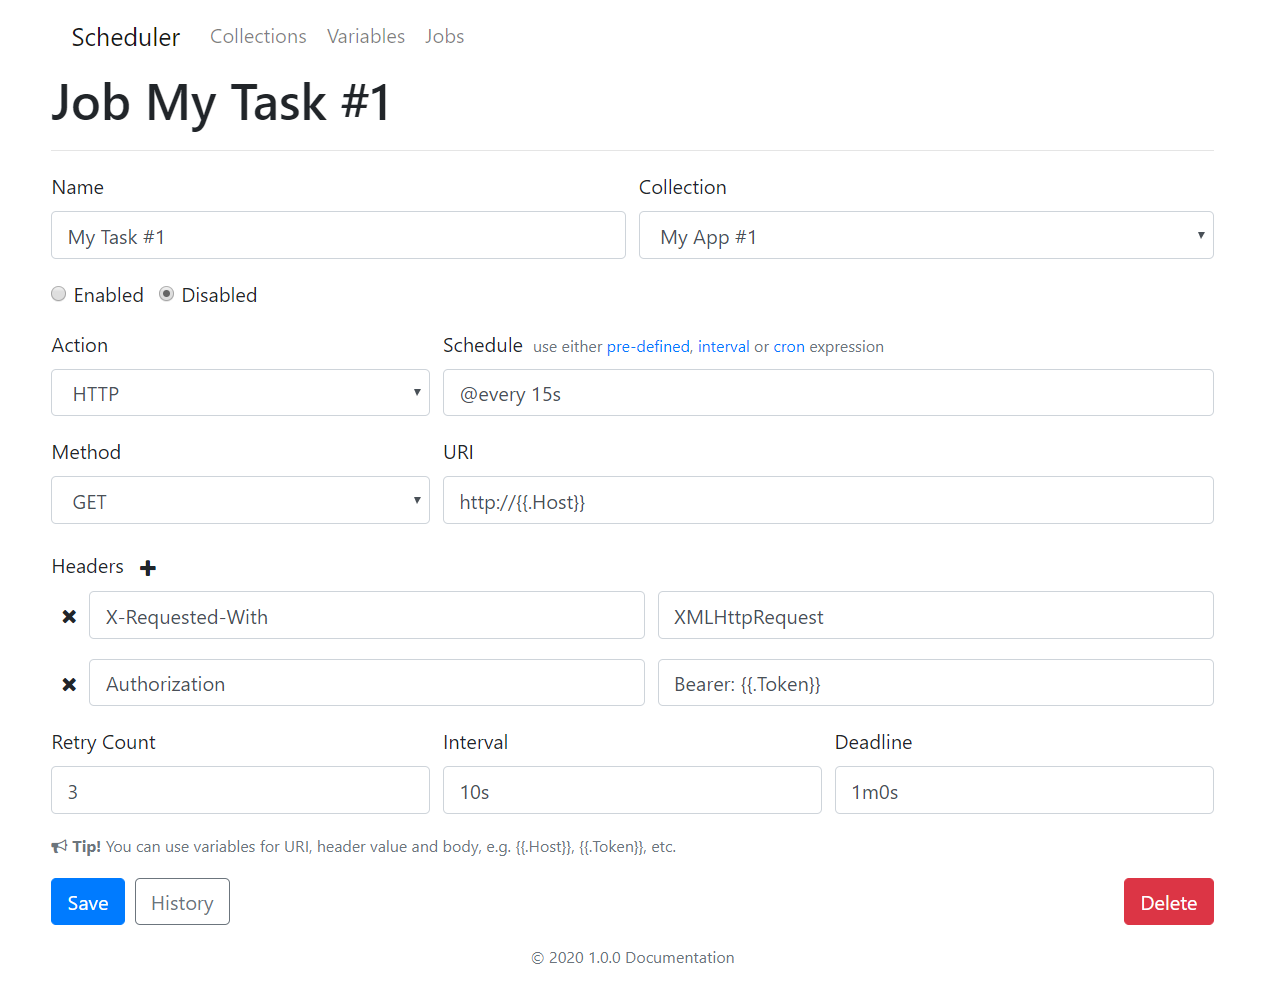 Scheduler Collections Variables Jobs
Job My Task #1
Name Collection
My Task #1 My App #1
Enabled Disabled
Action Schedule use either pre-defined, interval or cron expression
HTTP @every 15s
Method URI
GET http://{{.Host}}
Headers
X-Requested-With XMLHttpRequest
Authorization Bearer: {{.Token}}
Retry Count Interval Deadline
3 10s 1m0s
Tip! You can use variables for URI, header value and body, e.g. {{.Host}}, {{.Token}}, etc.
Save History Delete
© 2020 1.0.0 Documentation